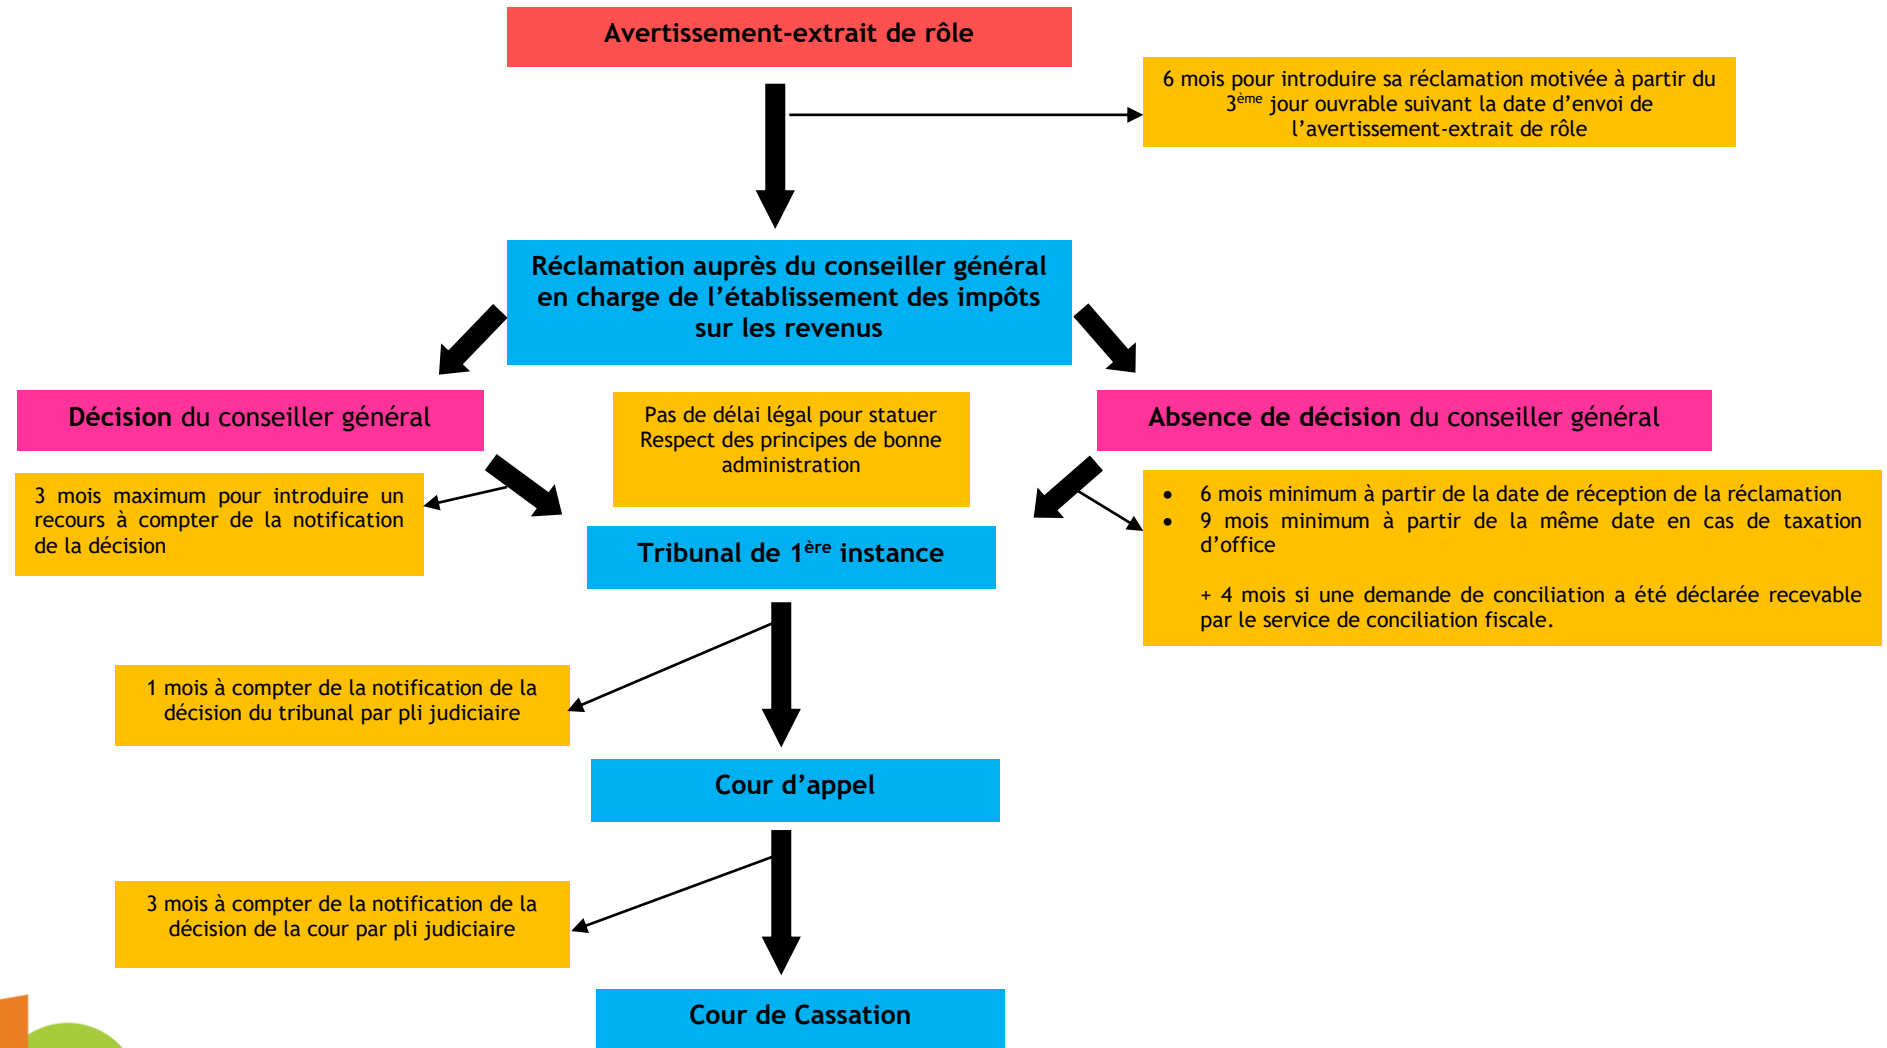 Avertissement-extrait de rôle
6 mois pour introduire sa réclamation motivée à partir du
3ème jour ouvrable suivant la date d’envoi de
l’avertissement-extrait de rôle
Réclamation auprès du conseiller général
en charge de l’établissement des impôts
sur les revenus
Décision du conseiller général
Pas de délai légal pour statuer
Respect des principes de bonne
administration
Absence de décision du conseiller général
3 mois maximum pour introduire un
recours à compter de la notification
de la décision
• 6 mois minimum à partir de la date de réception de la réclamation
• 9 mois minimum à partir de la même date en cas de taxation
d’office
+ 4 mois si une demande de conciliation a été déclarée recevable
par le service de conciliation fiscale.
Tribunal de 1ère instance
1 mois à compter de la notification de la
décision du tribunal par pli judiciaire
Cour d’appel
3 mois à compter de la notification de la
décision de la cour par pli judiciaire
Cour de Cassation